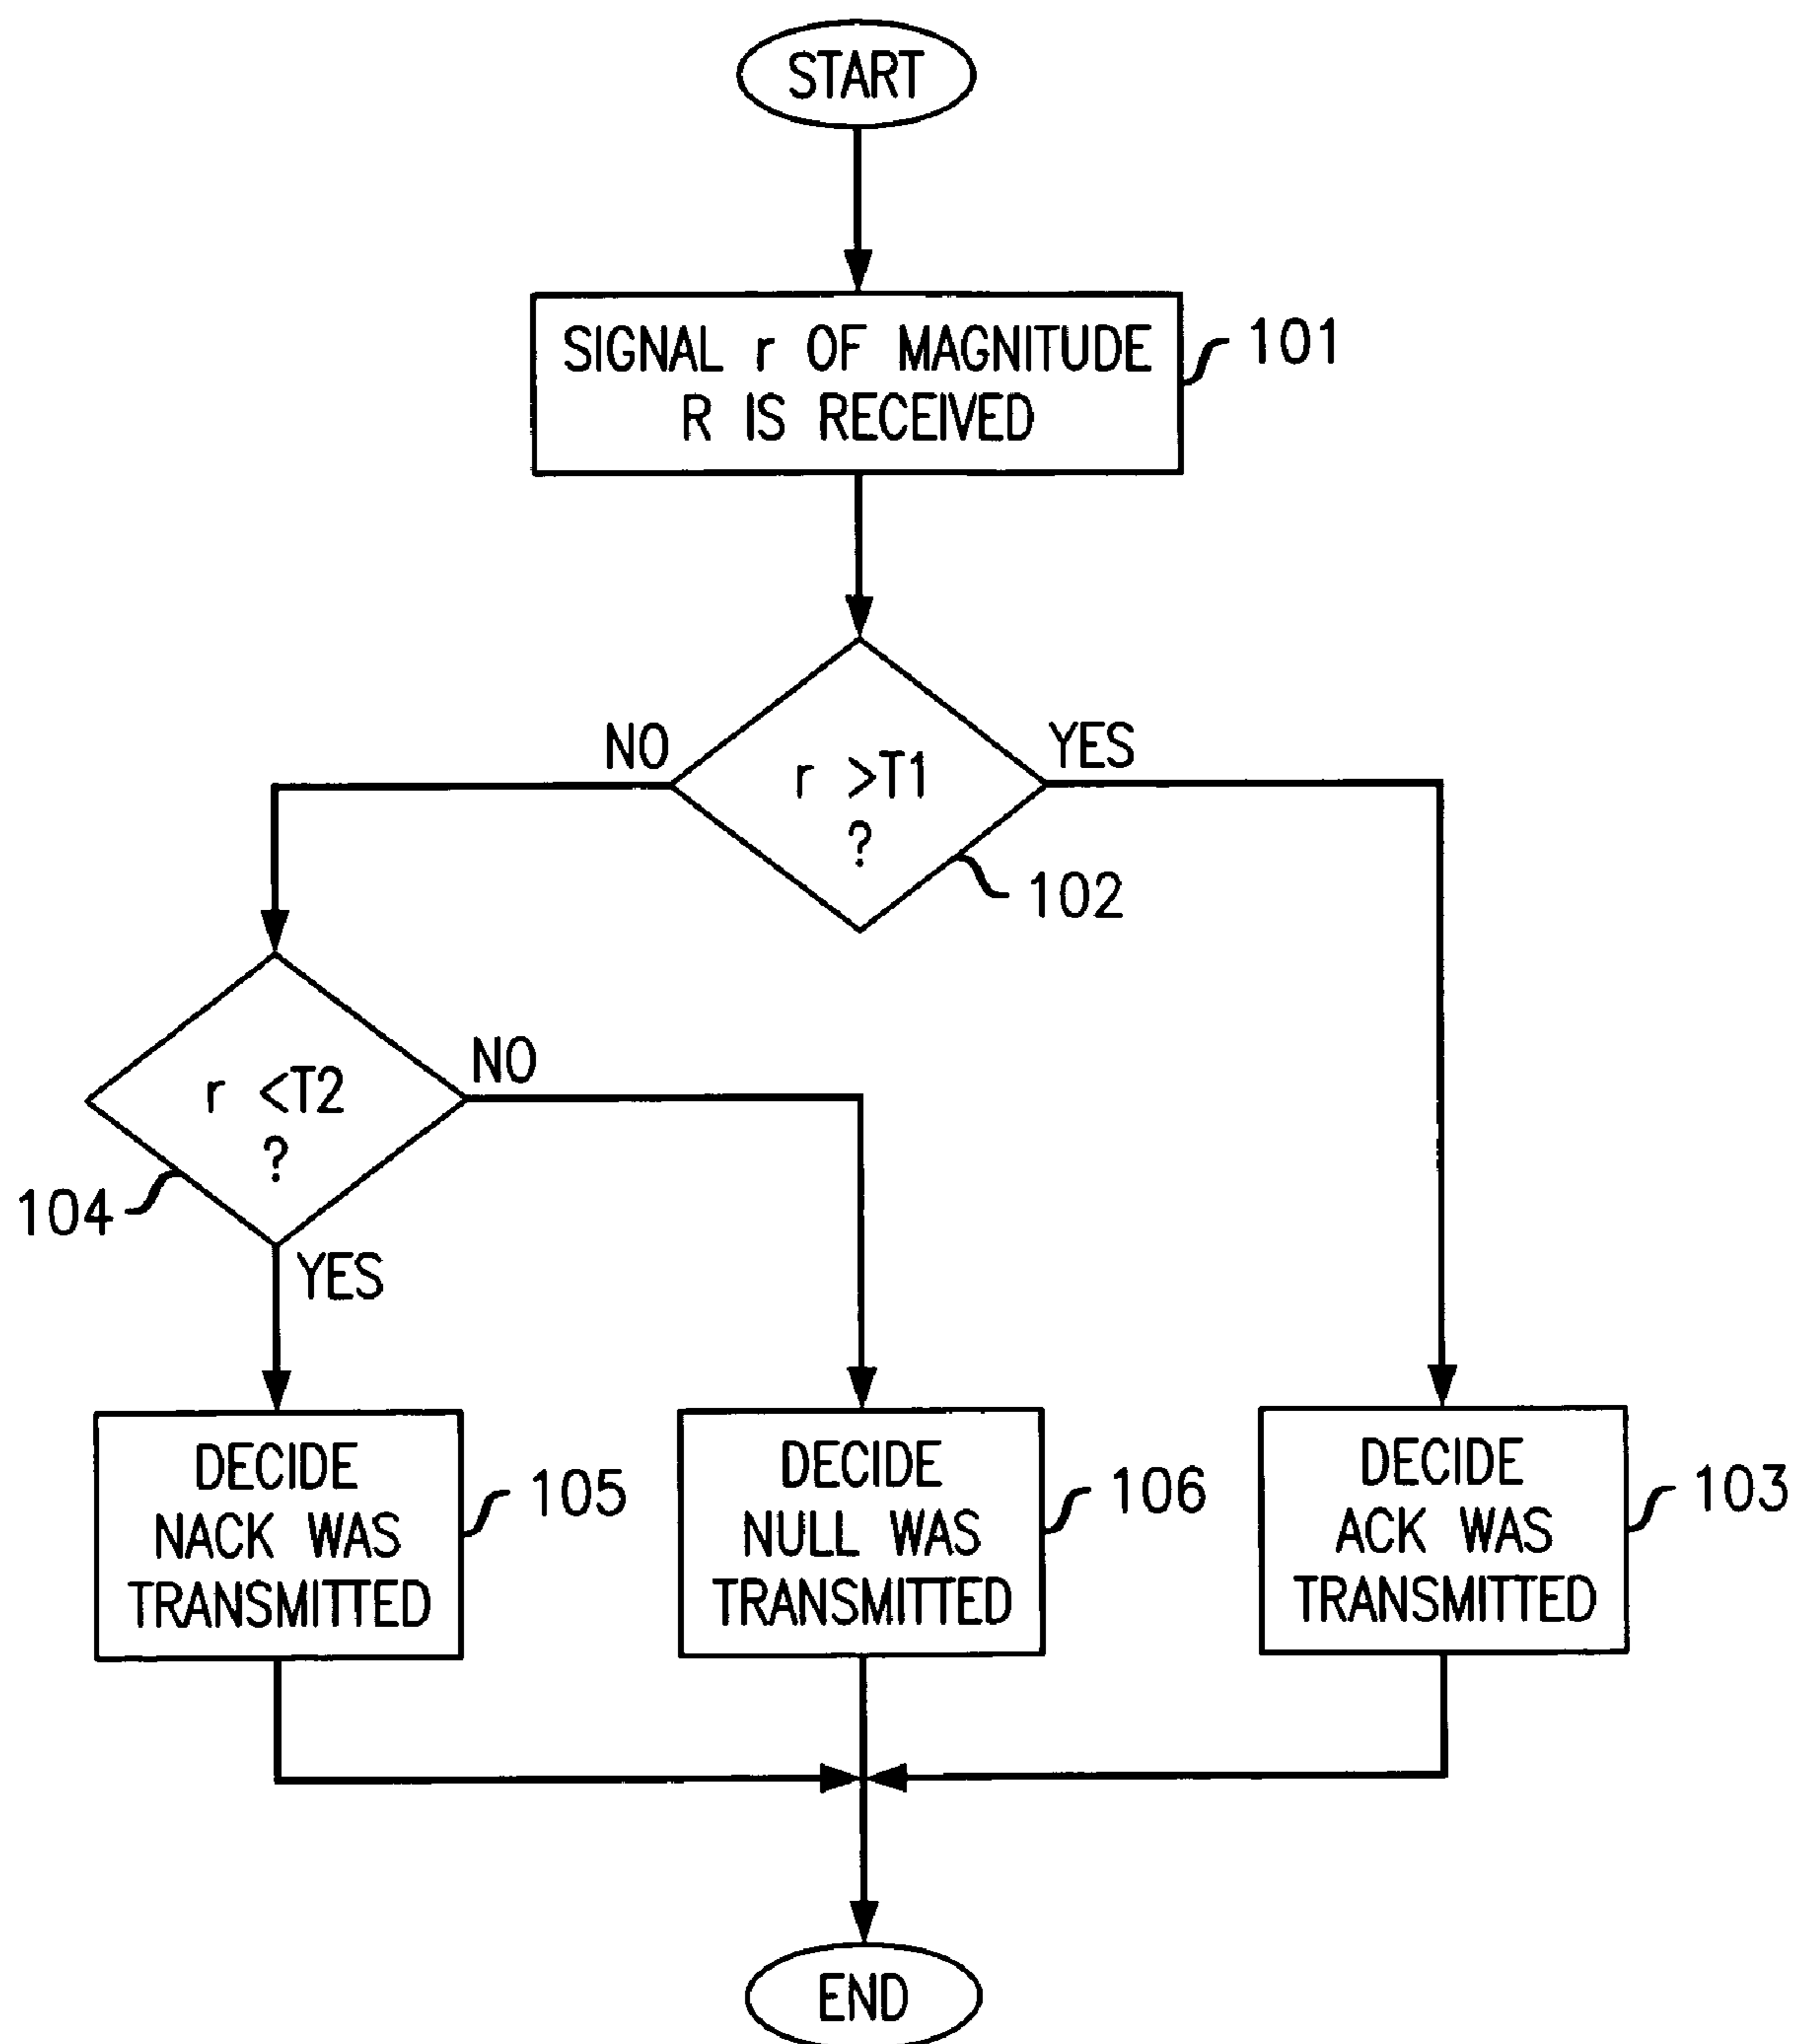 START
SIGNAL r OF MAGNITUDE
R IS RECEIVED
101
NO
YES
r >T1
?
102
NO
r <T2
?
104
YES
DECIDE
NACK WAS
TRANSMITTED
105
DECIDE
NULL WAS
TRANSMITTED
106
DECIDE
ACK WAS
TRANSMITTED
103
END